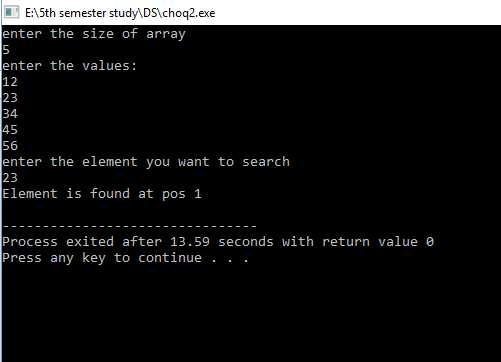 E:\5th semester study\DS\choq2.exe
enter the size of array
5
enter the values:
12
23
34
45
56
enter the element you want to search
23
Element is found at pos 1
--------------------------------
Process exited after 13.59 seconds with return value 0
Press any key to continue . . .